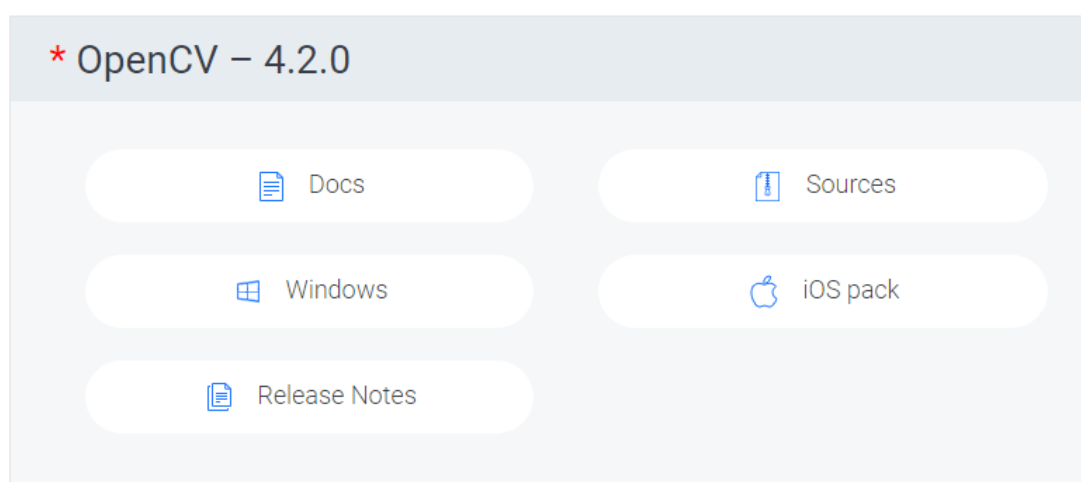 * OpenCV – 4.2.0
Docs
Sources
Windows
iOS pack
Release Notes